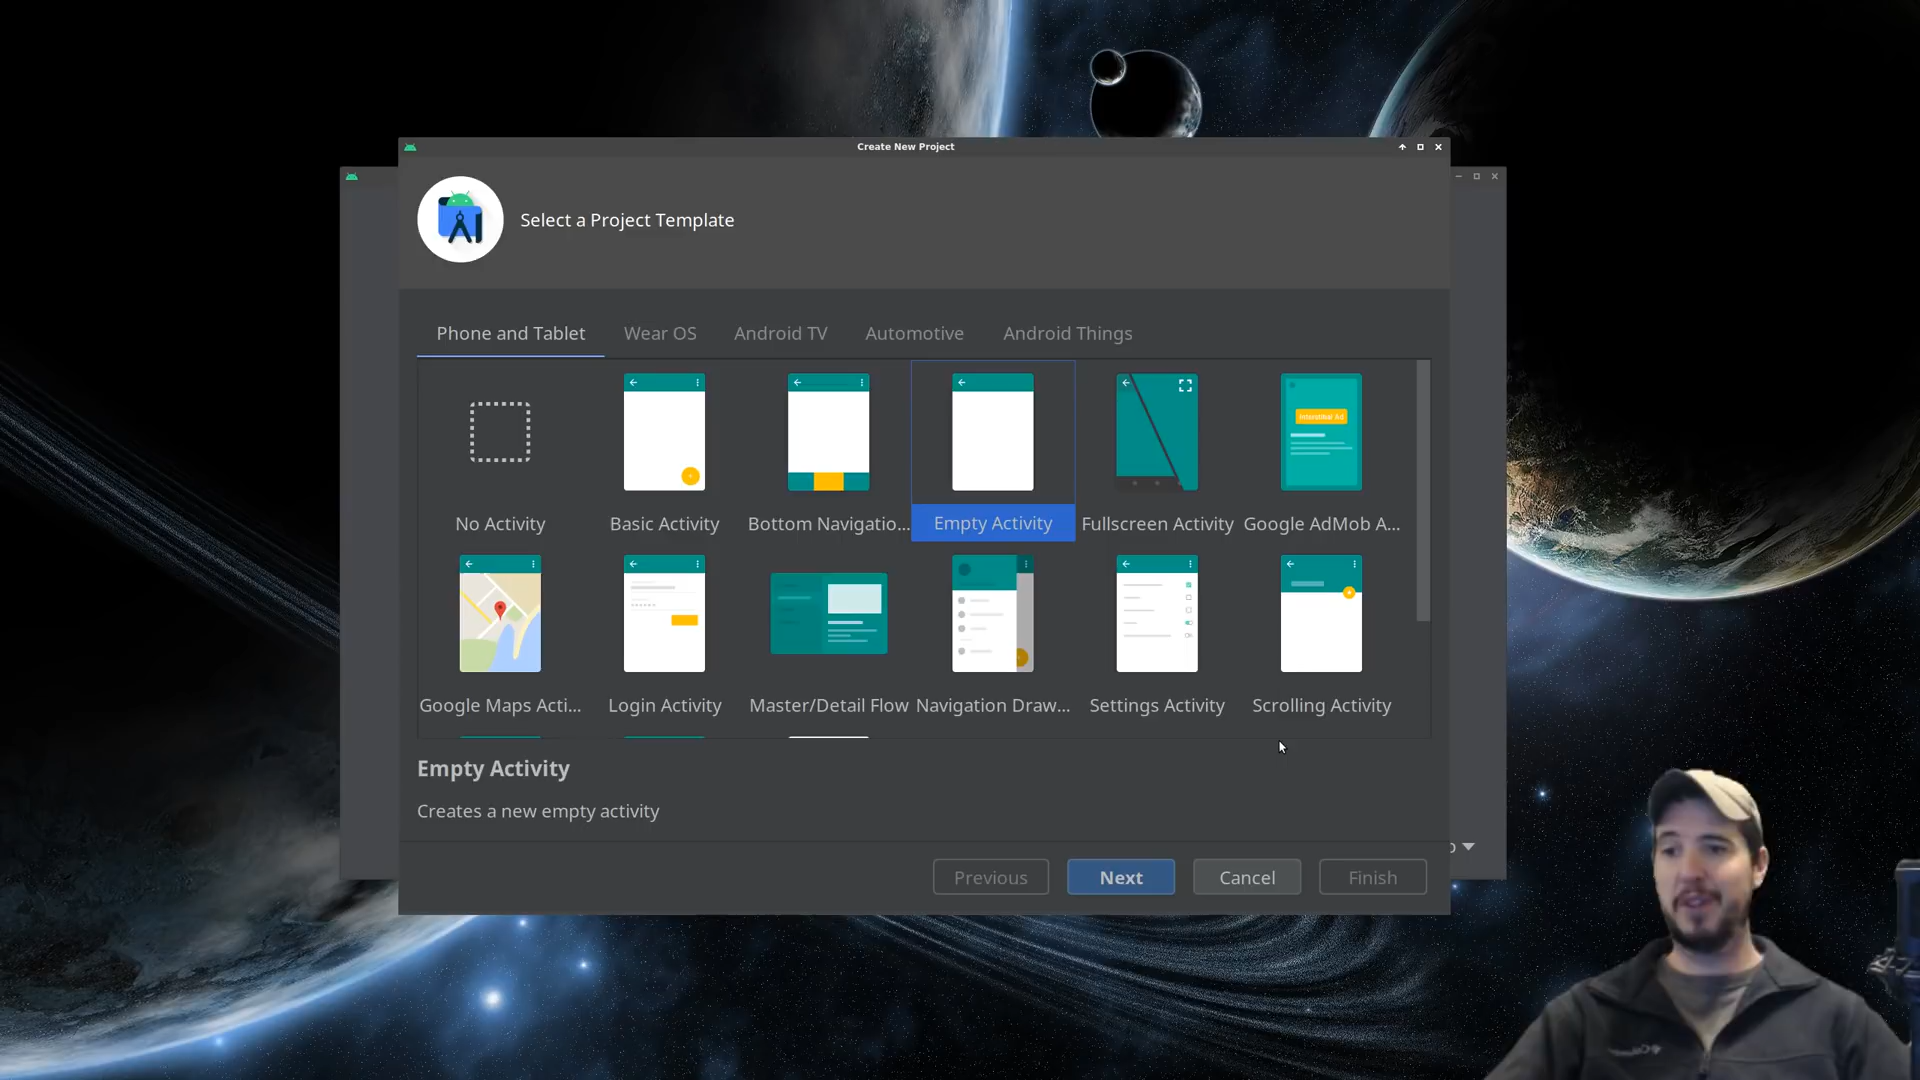 Create New Project
Select a Project Template
Phone and Tablet
Wear OS
Android TV
Automotive
Android Things
Interstitial Ad
No Activity
Basic Activity
Bottom Navigatio...
Empty Activity
Fullscreen Activity
Google AdMob A...
Google Maps Acti...
Login Activity
Master/Detail Flow
Navigation Draw...
Settings Activity
Scrolling Activity
Empty Activity
Creates a new empty activity
Previous
Next
Cancel
Finish